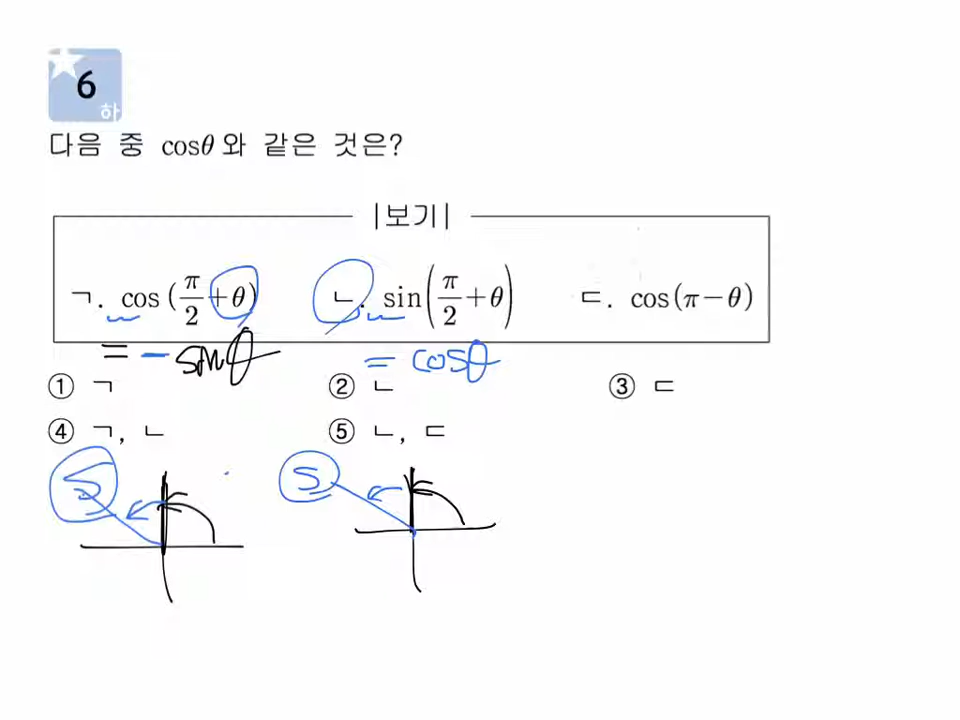 6
하
다음 중 cosθ와 같은 것은?
|보기|
ㄱ. cos(π/2+θ) ㄴ. sin(π/2+θ) ㄷ. cos(π−θ)
= −sinθ = cosθ
① ㄱ ② ㄴ ③ ㄷ
④ ㄱ, ㄴ ⑤ ㄴ, ㄷ
S S